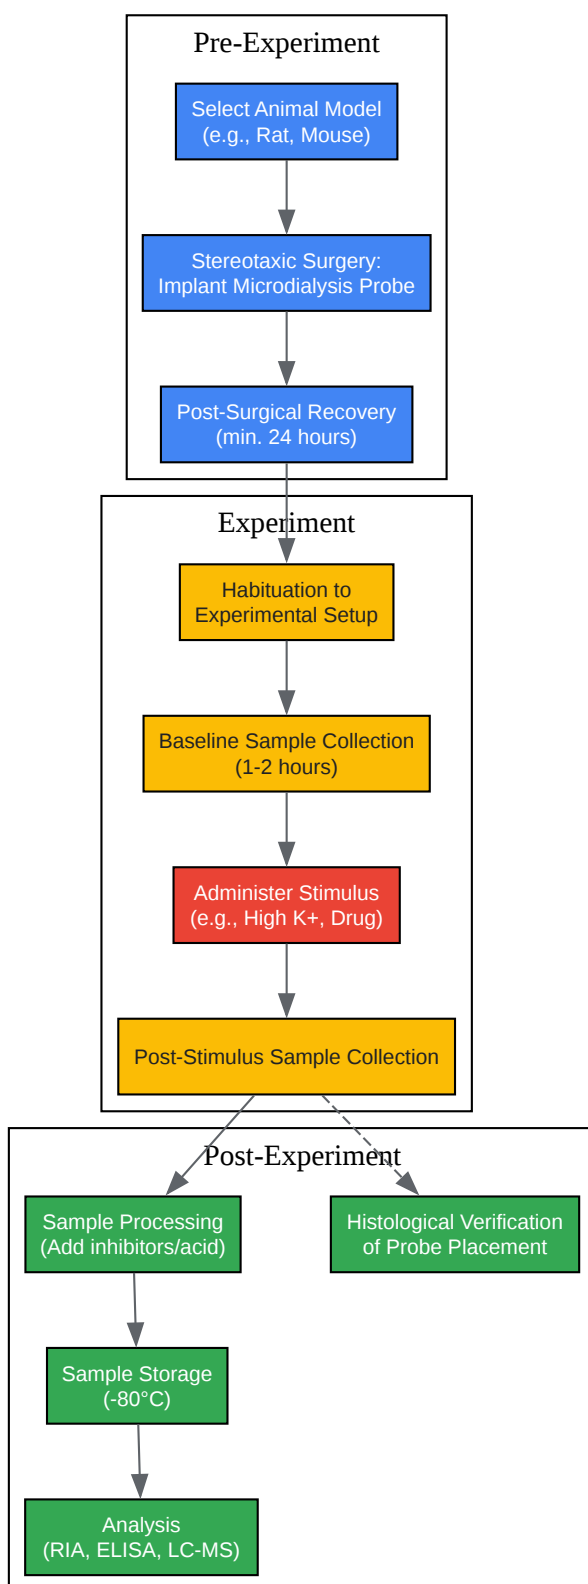 Pre-Experiment
Select Animal Model
(e.g., Rat, Mouse)
Stereotaxic Surgery:
Implant Microdialysis Probe
Post-Surgical Recovery
(min. 24 hours)
Experiment
Habituation to
Experimental Setup
Baseline Sample Collection
(1-2 hours)
Administer Stimulus
(e.g., High K+, Drug)
Post-Stimulus Sample Collection
Post-Experiment
Sample Processing
(Add inhibitors/acid)
Histological Verification
of Probe Placement
Sample Storage
(-80°C)
Analysis
(RIA, ELISA, LC-MS)